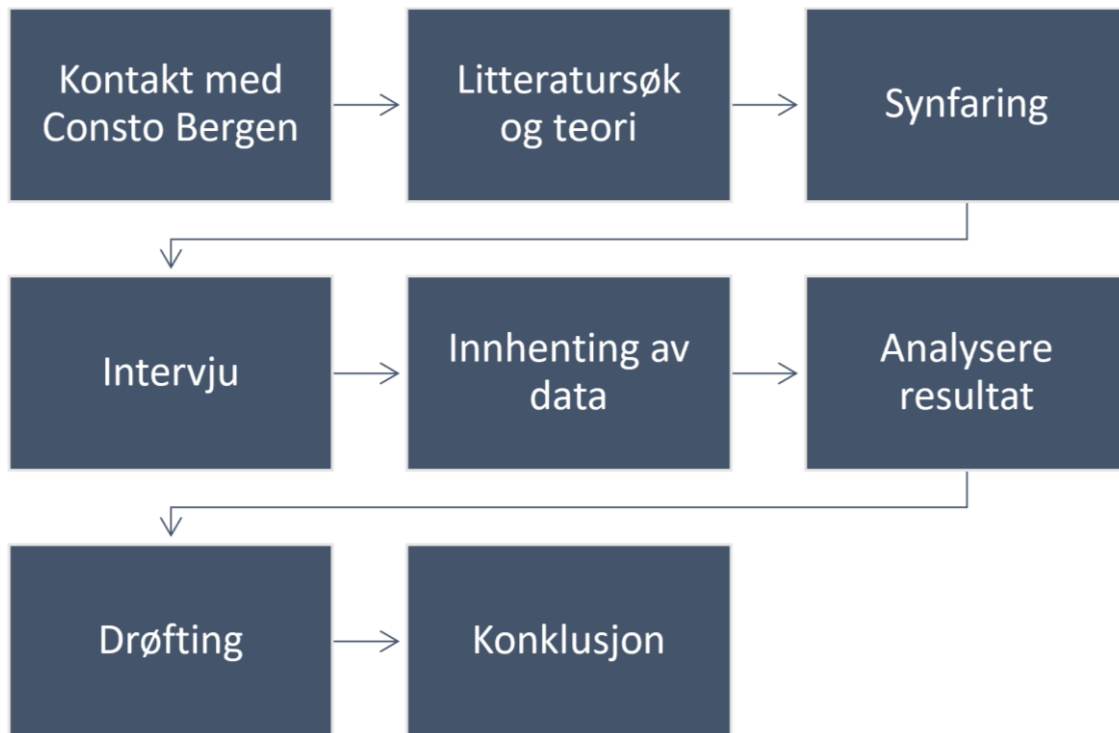 Kontakt med
Consto Bergen
Litteratursøk
og teori
Synfaring
Intervju
Innhenting av
data
Analysere
resultat
Drøfting
Konklusjon